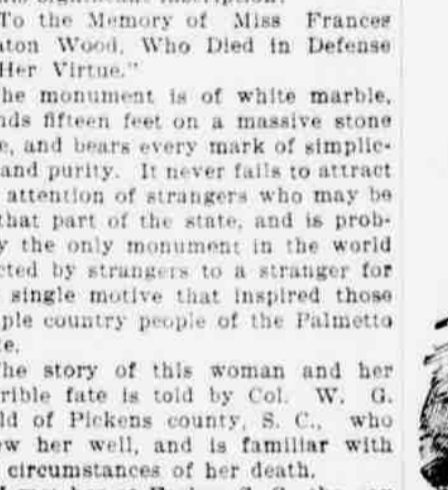 To the Memory of Miss Frances
aton Wood, Who Died in Defense
Her Virtue."
he monument is of white marble,
nds fifteen feet on a massive stone
e, and bears every mark of simplic-
and purity. It never fails to attract
attention of strangers who may be
that part of the state, and is prob-
y the only monument in the world
cted by strangers to a stranger for
single motive that inspired those
ple country people of the Palmetto
te.
he story of this woman and her
rible fate is told by Col. W. G.
ld of Pickens county, S. C., who
ew her well, and is familiar with
circumstances of her death.